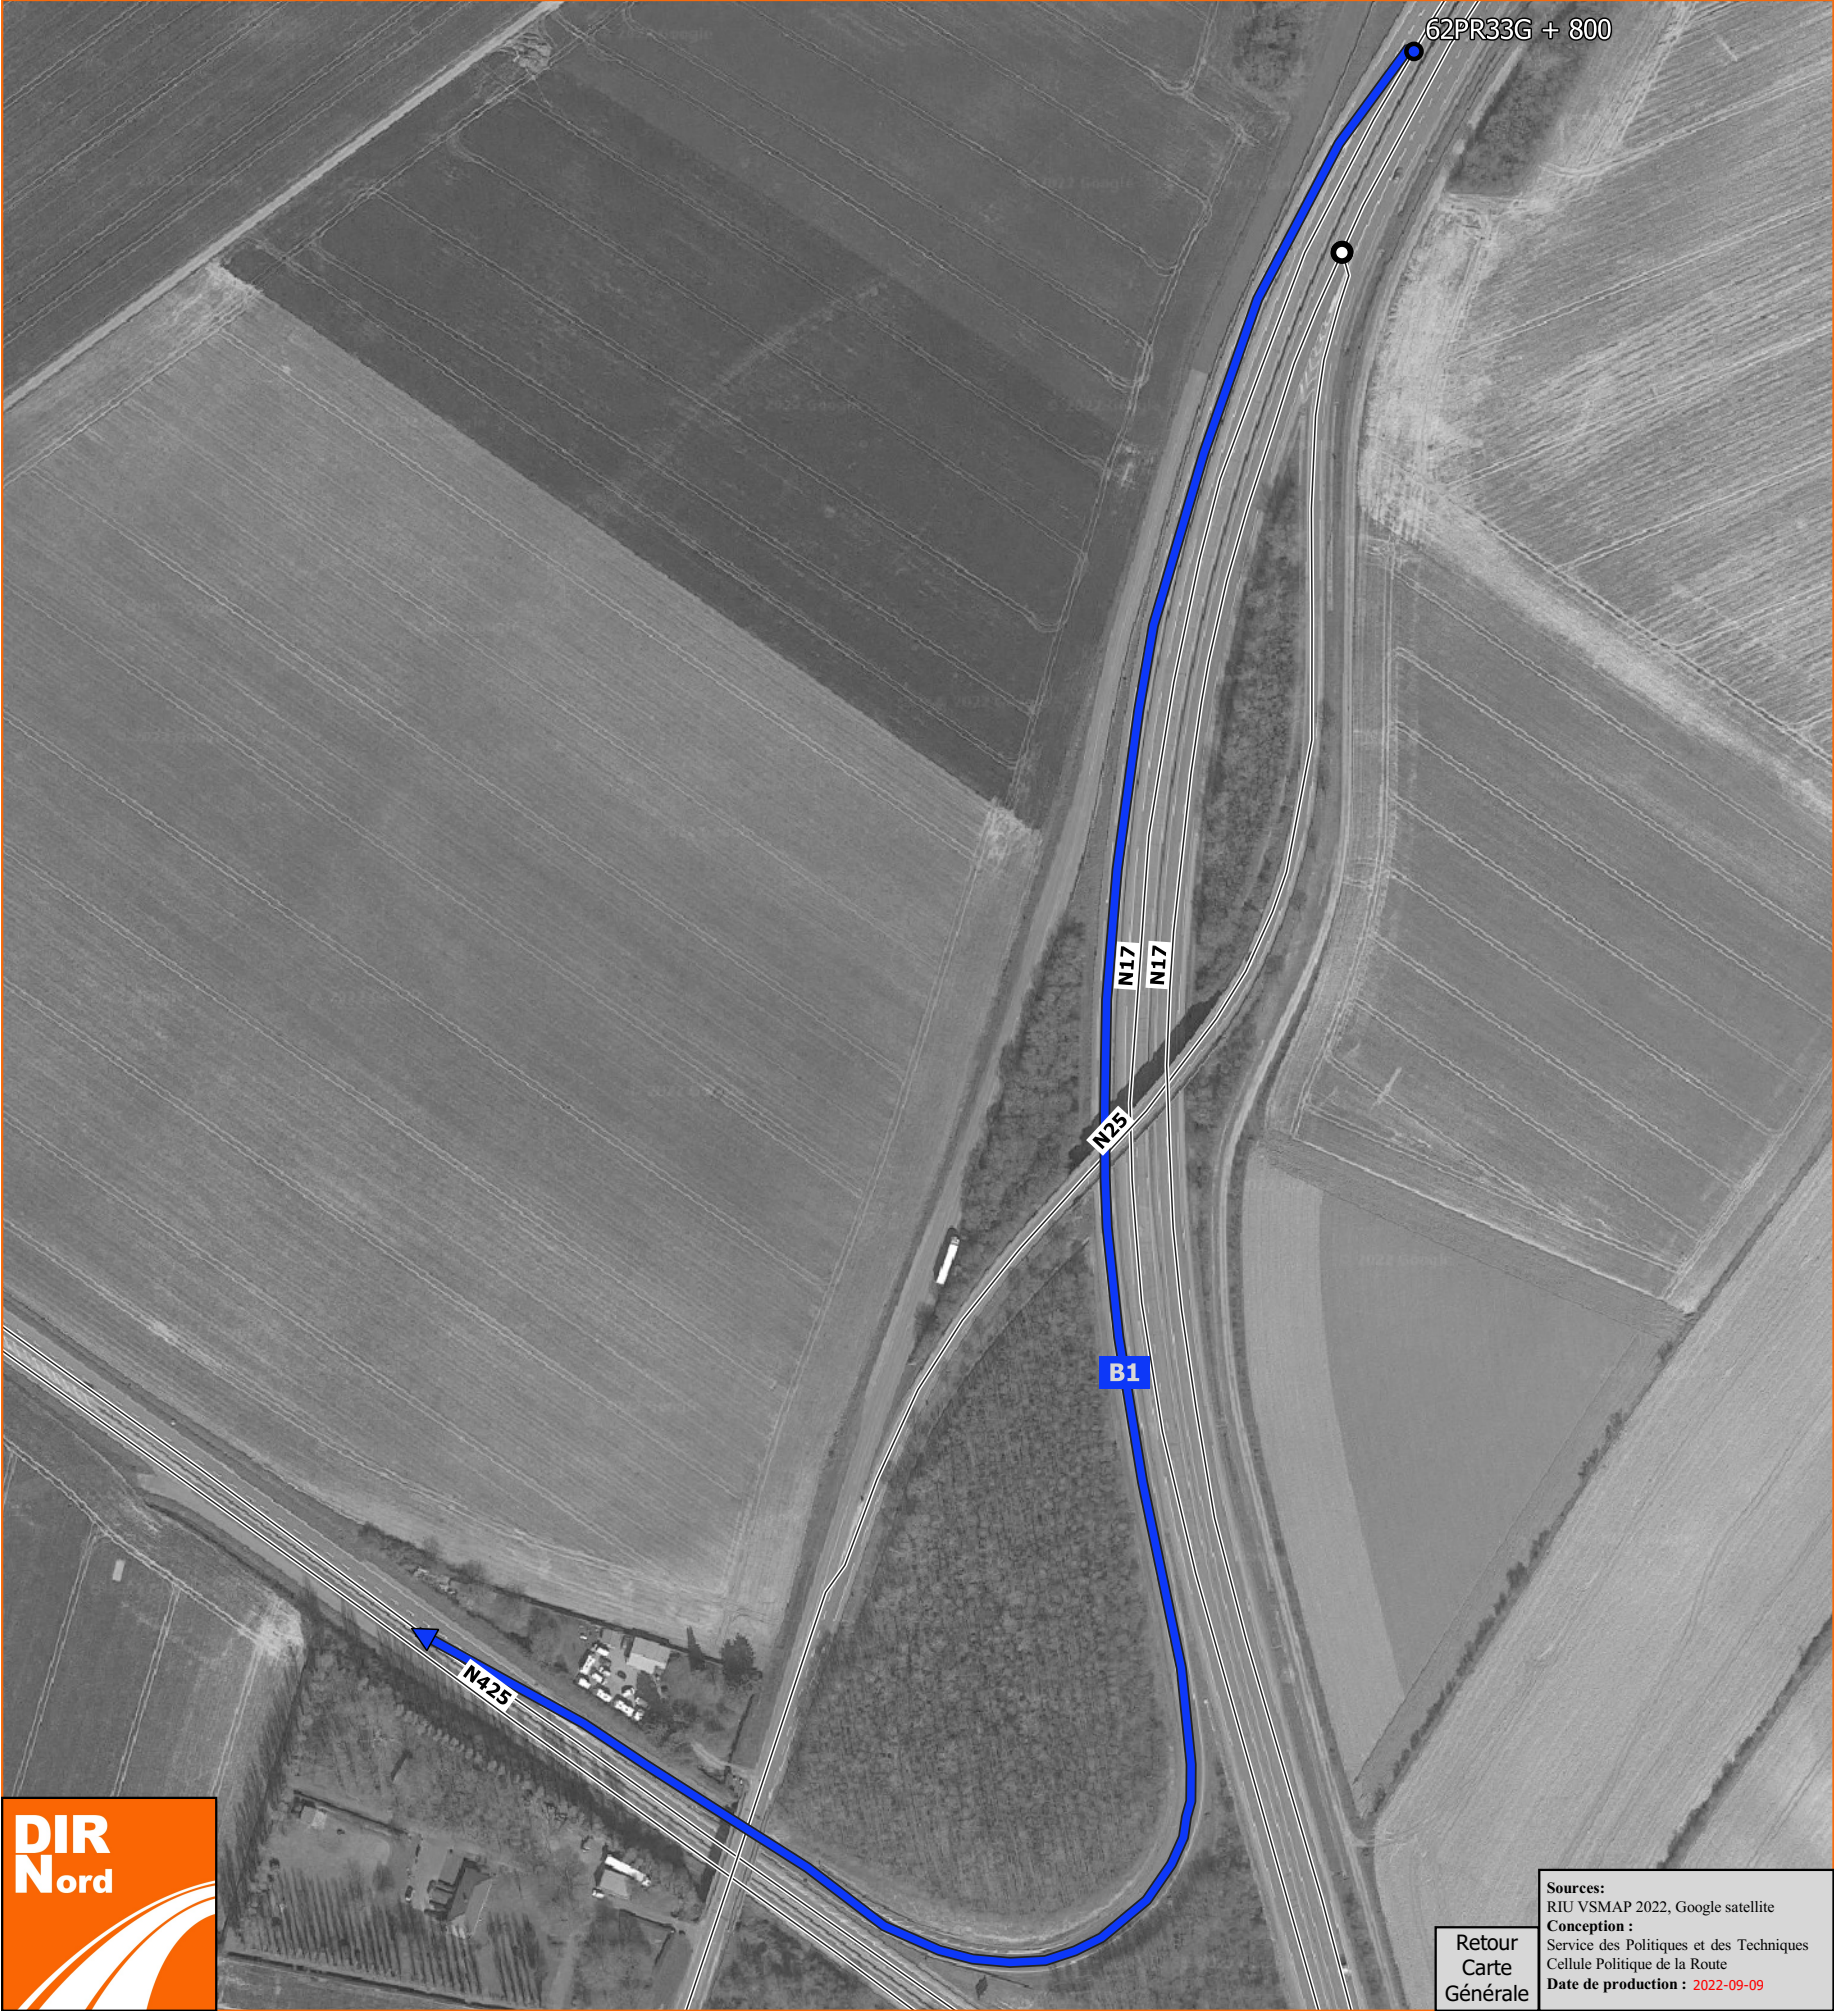 62PR33G + 800
N17
N17
N25
B1
N425
DIR
Nord
Retour
Carte
Générale
Sources:
RIU VSMAP 2022, Google satellite
Conception :
Service des Politiques et des Techniques
Cellule Politique de la Route
Date de production : 2022-09-09